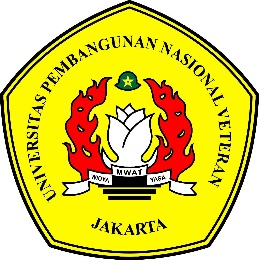 UNIVERSITAS PEMBANGUNAN NASIONAL VETERAN
WIDYA MWAT YASA
JAKARTA